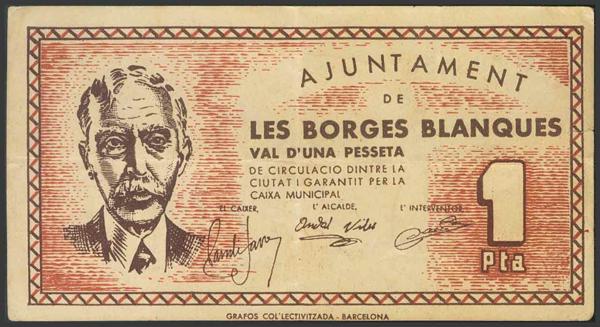 AJUNTAMENT
DE
LES BORGES BLANQUES
VAL D'UNA PESSETA
DE CIRCULACIO DINTRE LA
CIUTAT I GARANTIT PER LA
CAIXA MUNICIPAL
EL CAIXER, L' ALCALDE, L' INTERVENTOR,
1
Pta
GRAFOS COL'LECTIVITZADA - BARCELONA